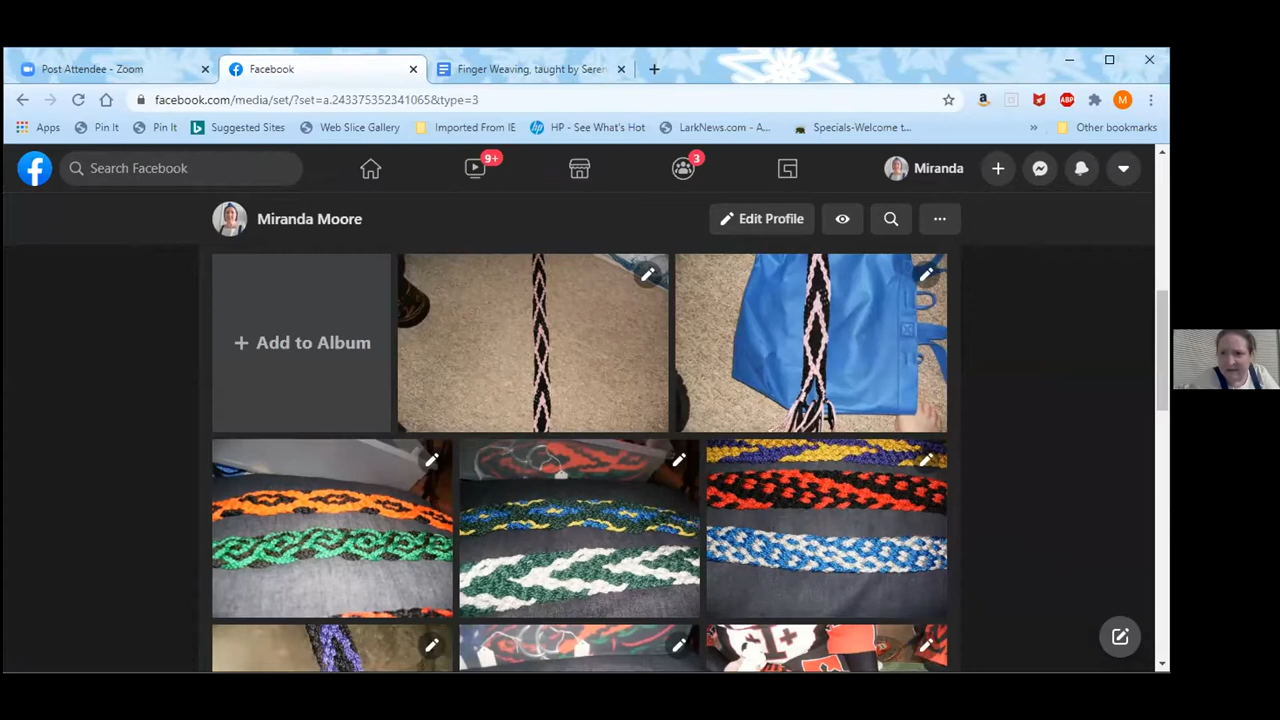 Post Attendee - Zoom
Facebook
Finger Weaving, taught by Seren
facebook.com/media/set/?set=a.243375352341065&type=3
ABP
M
Apps
Pin It
Pin It
Suggested Sites
Web Slice Gallery
Imported From IE
HP - See What's Hot
LarkNews.com - A...
Specials-Welcome t...
»
Other bookmarks
Search Facebook
9+
3
Miranda
Miranda Moore
Edit Profile
+ Add to Album